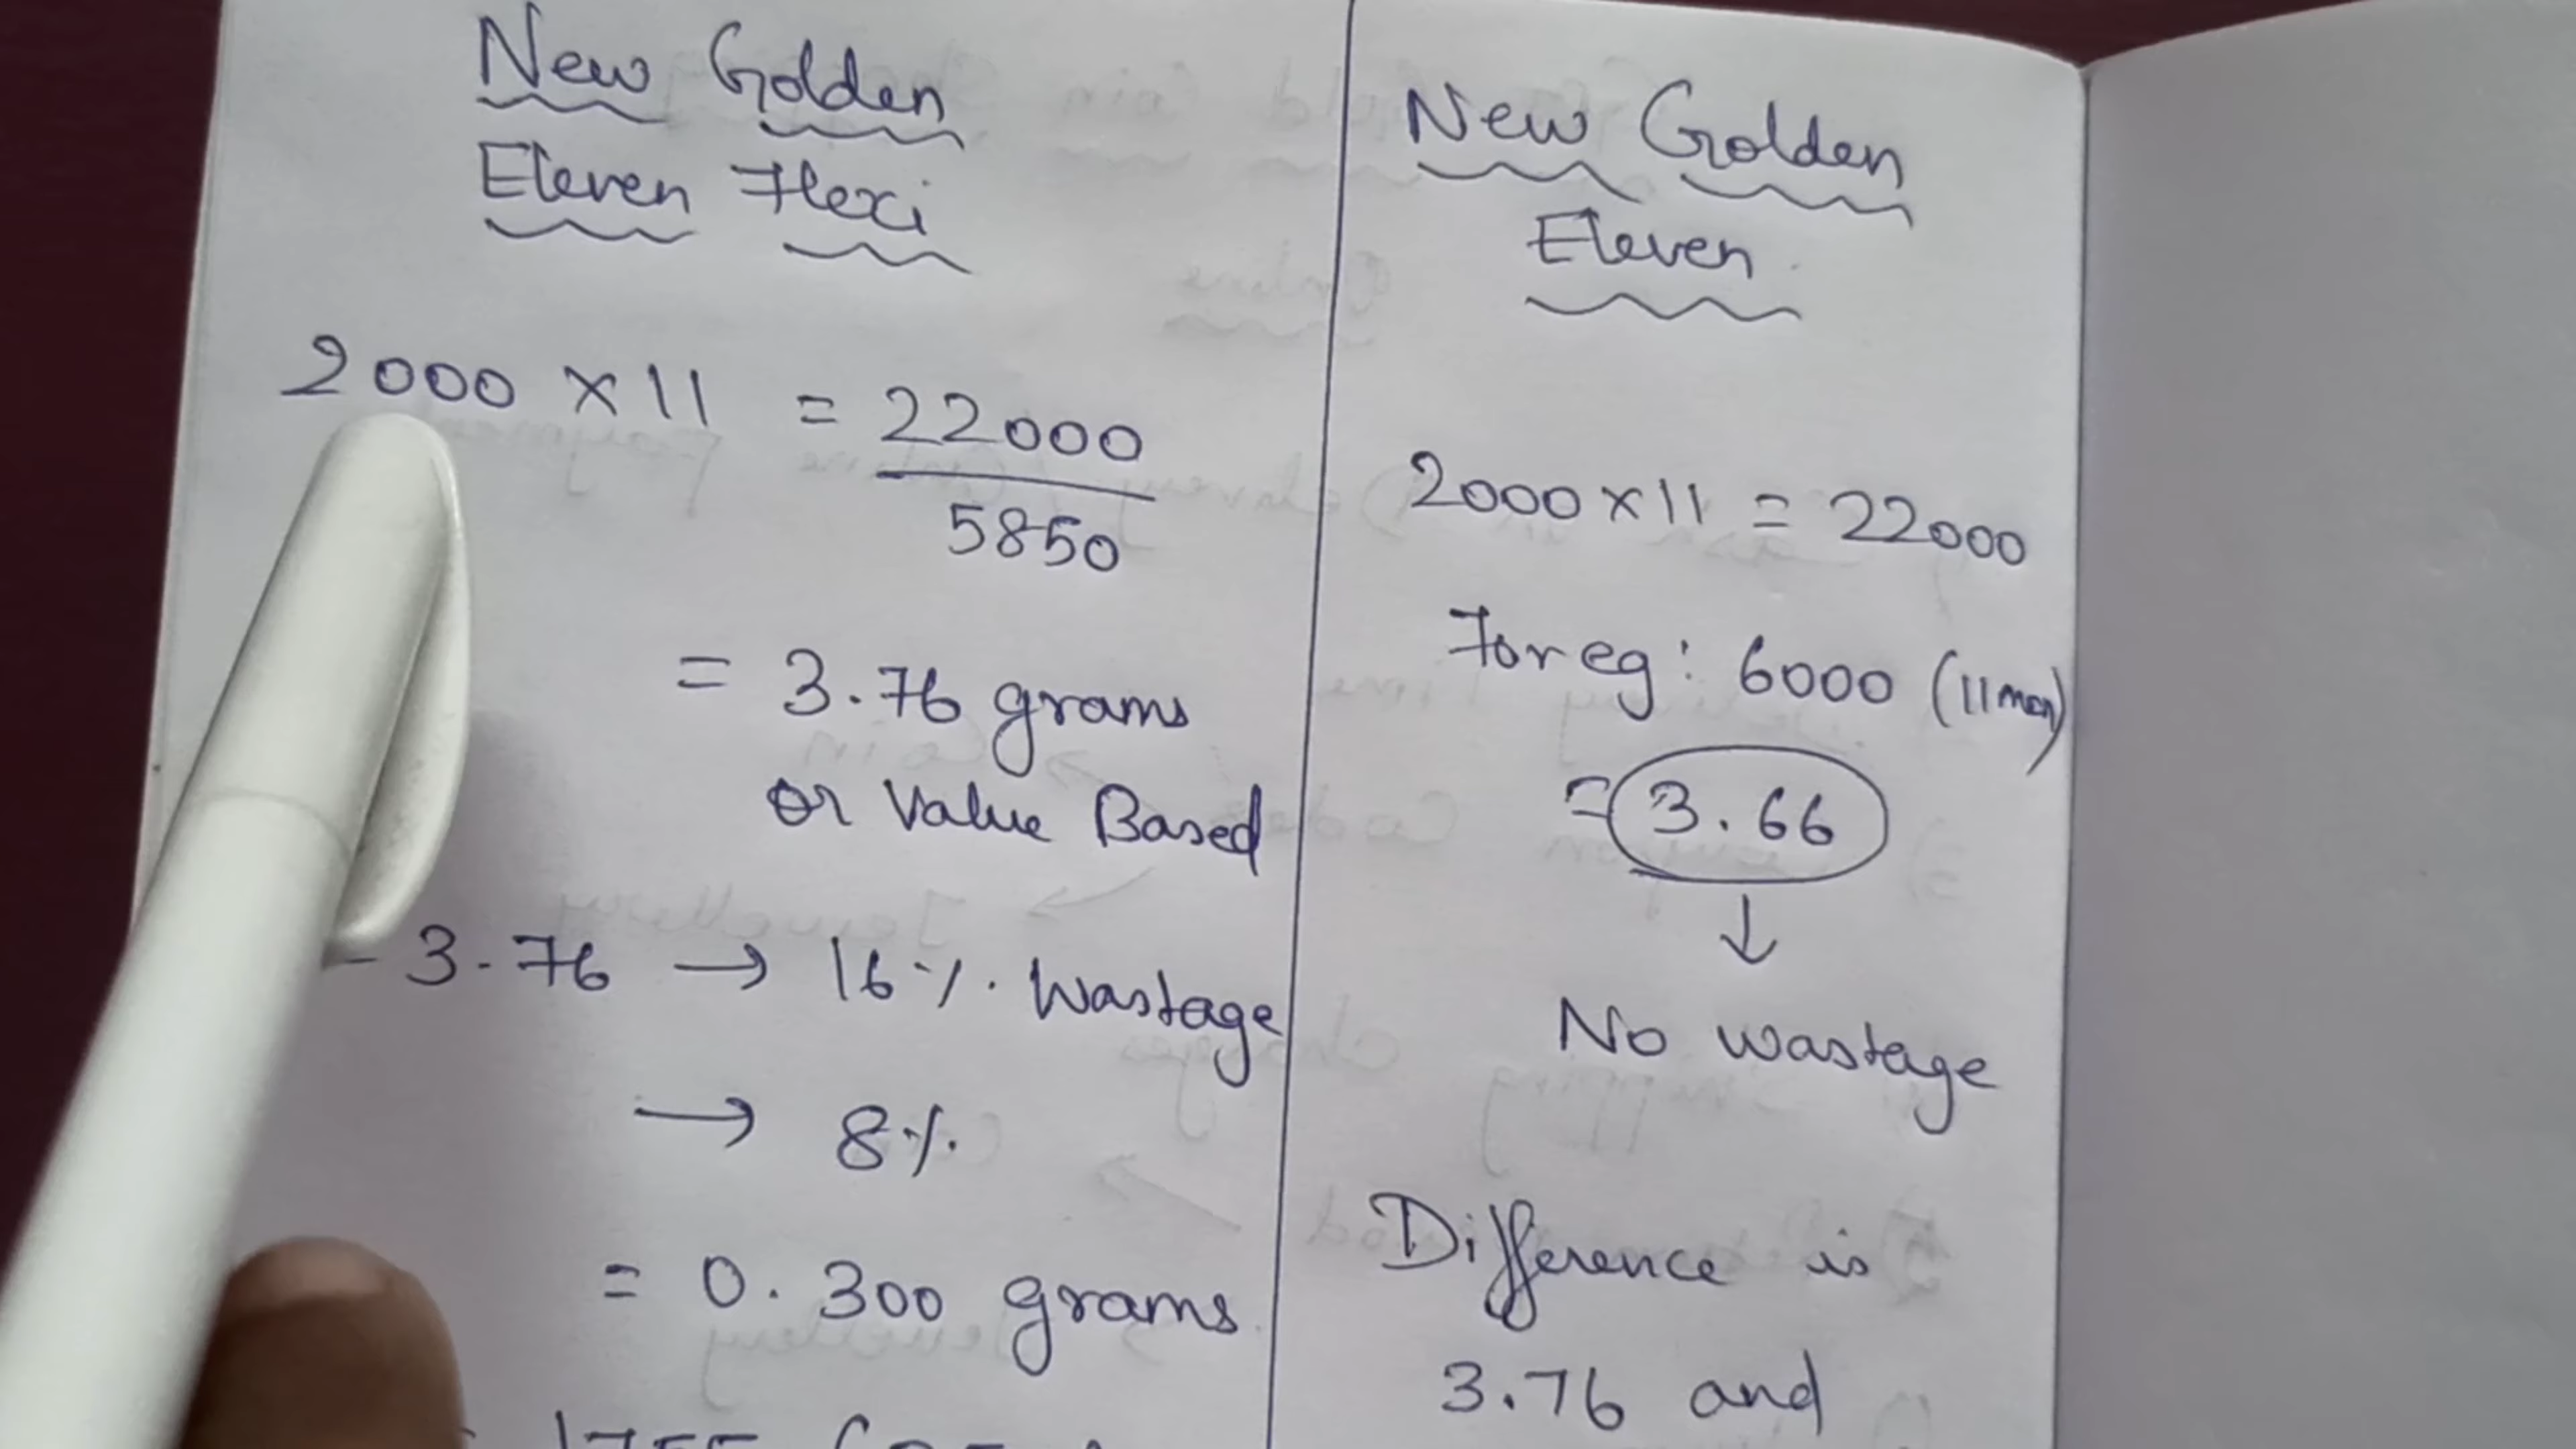 New Golden
Eleven Flexi
2000 × 11 = 22000
5850
= 3.76 grams
or Value Based
- 3.76 → 16%. Wastage
→ 8%.
= 0.300 grams
New Golden
Eleven
2000 × 11 = 22000
For eg: 6000 (11mon)
= 3.66
↓
No wastage
Difference is
3.76 and